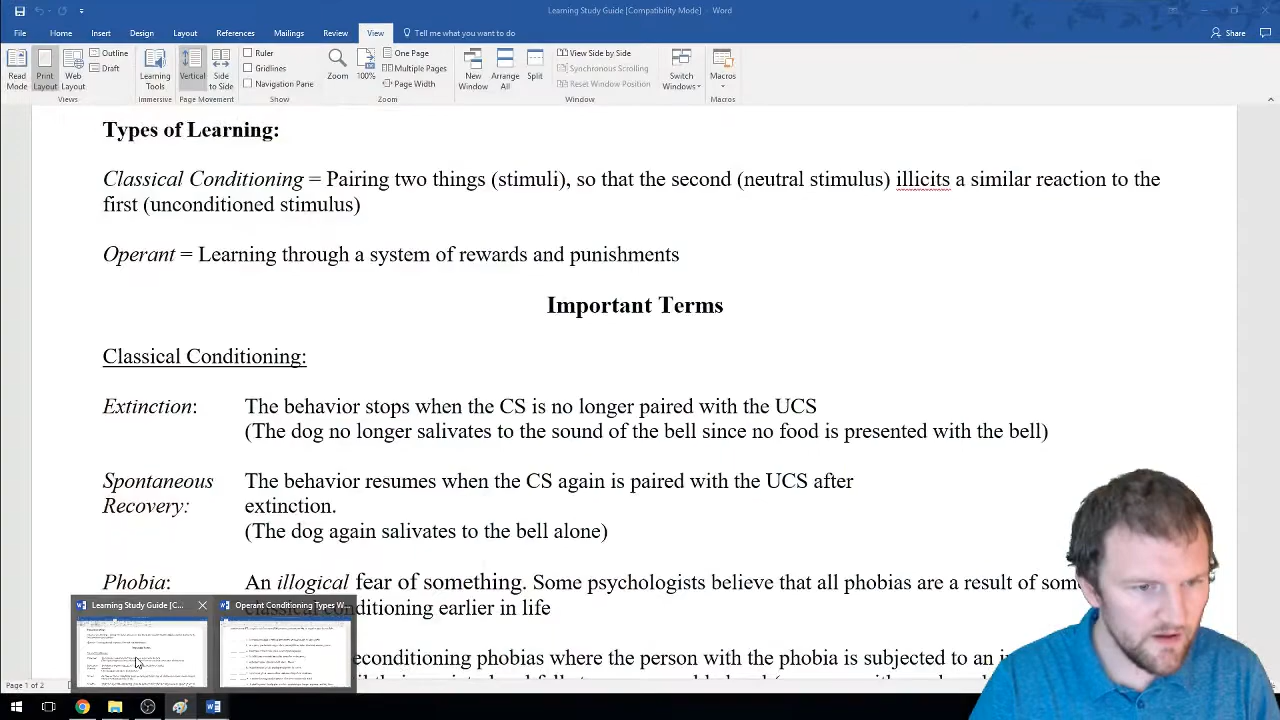 Learning Study Guide [Compatibility Mode] - Word
File Home Insert Design Layout References Mailings Review View Tell me what you want to do Share
Read Mode
Print Layout
Web Layout
Outline
Draft
Views
Learning Tools
Immersive
Vertical
Side to Side
Page Movement
Ruler
Gridlines
Navigation Pane
Show
Zoom
100%
One Page
Multiple Pages
Page Width
Zoom
New Window
Arrange All
Split
View Side by Side
Synchronous Scrolling
Reset Window Position
Window
Switch Windows
Macros
Macros
Types of Learning:
Classical Conditioning = Pairing two things (stimuli), so that the second (neutral stimulus) illicits a similar reaction to the
first (unconditioned stimulus)
Operant = Learning through a system of rewards and punishments
Important Terms
Classical Conditioning:
Extinction: The behavior stops when the CS is no longer paired with the UCS
(The dog no longer salivates to the sound of the bell since no food is presented with the bell)
Spontaneous The behavior resumes when the CS again is paired with the UCS after
Recovery: extinction.
(The dog again salivates to the bell alone)
Phobia: An illogical fear of something. Some psychologists believe that all phobias are a result of som
Learning Study Guide [C... Operant Conditioning Types W...
conditioning earlier in life
econditioning phobias where the person with the phobia is subjected to an